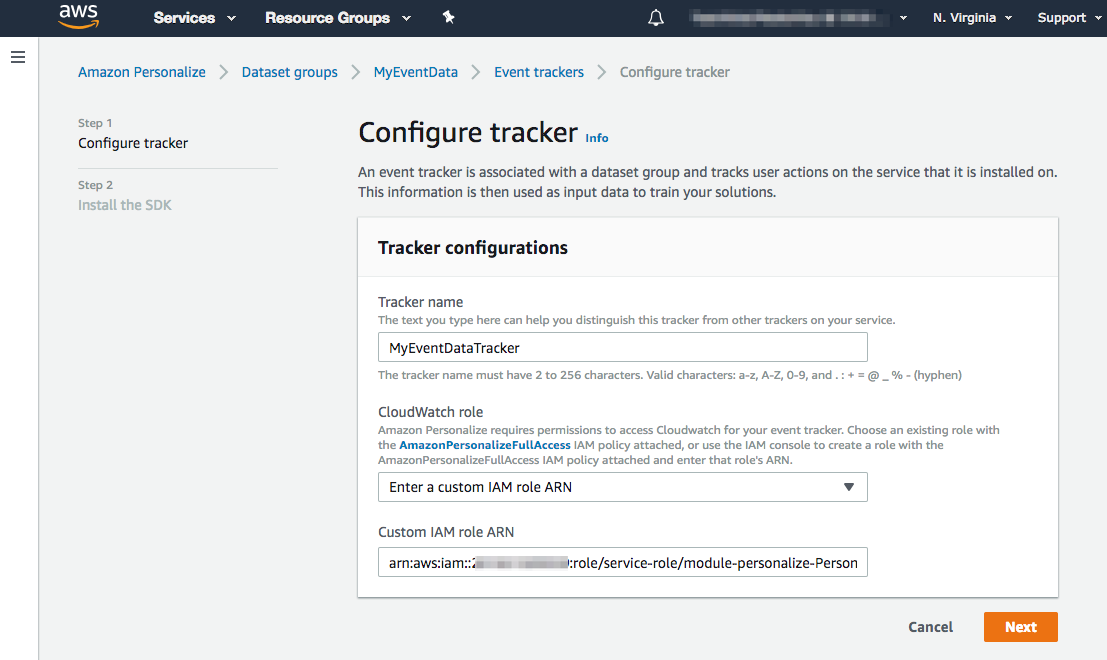 aws Services Resource Groups N. Virginia Support
Amazon Personalize Dataset groups MyEventData Event trackers Configure tracker
Step 1
Configure tracker
Step 2
Install the SDK
Configure tracker Info
An event tracker is associated with a dataset group and tracks user actions on the service that it is installed on.
This information is then used as input data to train your solutions.
Tracker configurations
Tracker name
The text you type here can help you distinguish this tracker from other trackers on your service.
MyEventDataTracker
The tracker name must have 2 to 256 characters. Valid characters: a-z, A-Z, 0-9, and . : + = @ _ % - (hyphen)
CloudWatch role
Amazon Personalize requires permissions to access Cloudwatch for your event tracker. Choose an existing role with
the AmazonPersonalizeFullAccess IAM policy attached, or use the IAM console to create a role with the
AmazonPersonalizeFullAccess IAM policy attached and enter that role's ARN.
Enter a custom IAM role ARN
Custom IAM role ARN
arn:aws:iam:: :role/service-role/module-personalize-Person
Cancel Next